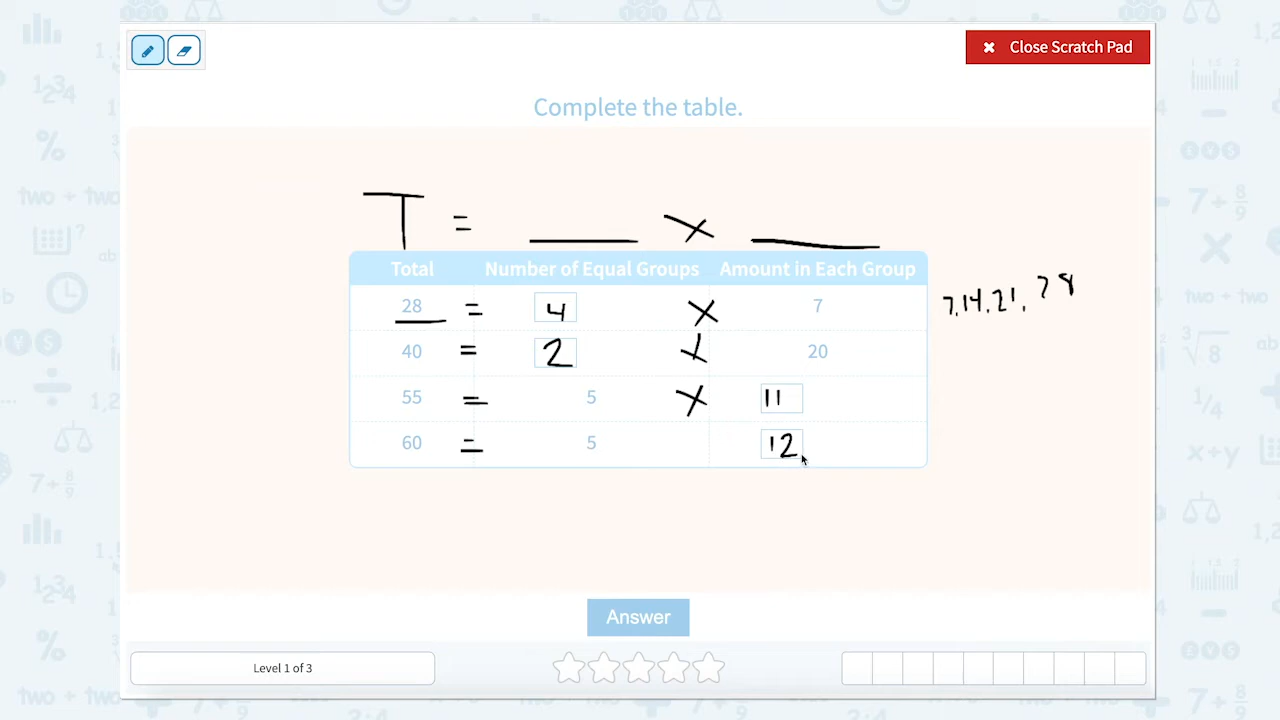 Close Scratch Pad
Complete the table.
T = ___ × ___
Total Number of Equal Groups Amount in Each Group
28 = 4 × 7 7, 14, 21, 28
40 = 2 × 20
55 = 5 × 11
60 = 5 12
Answer
Level 1 of 3